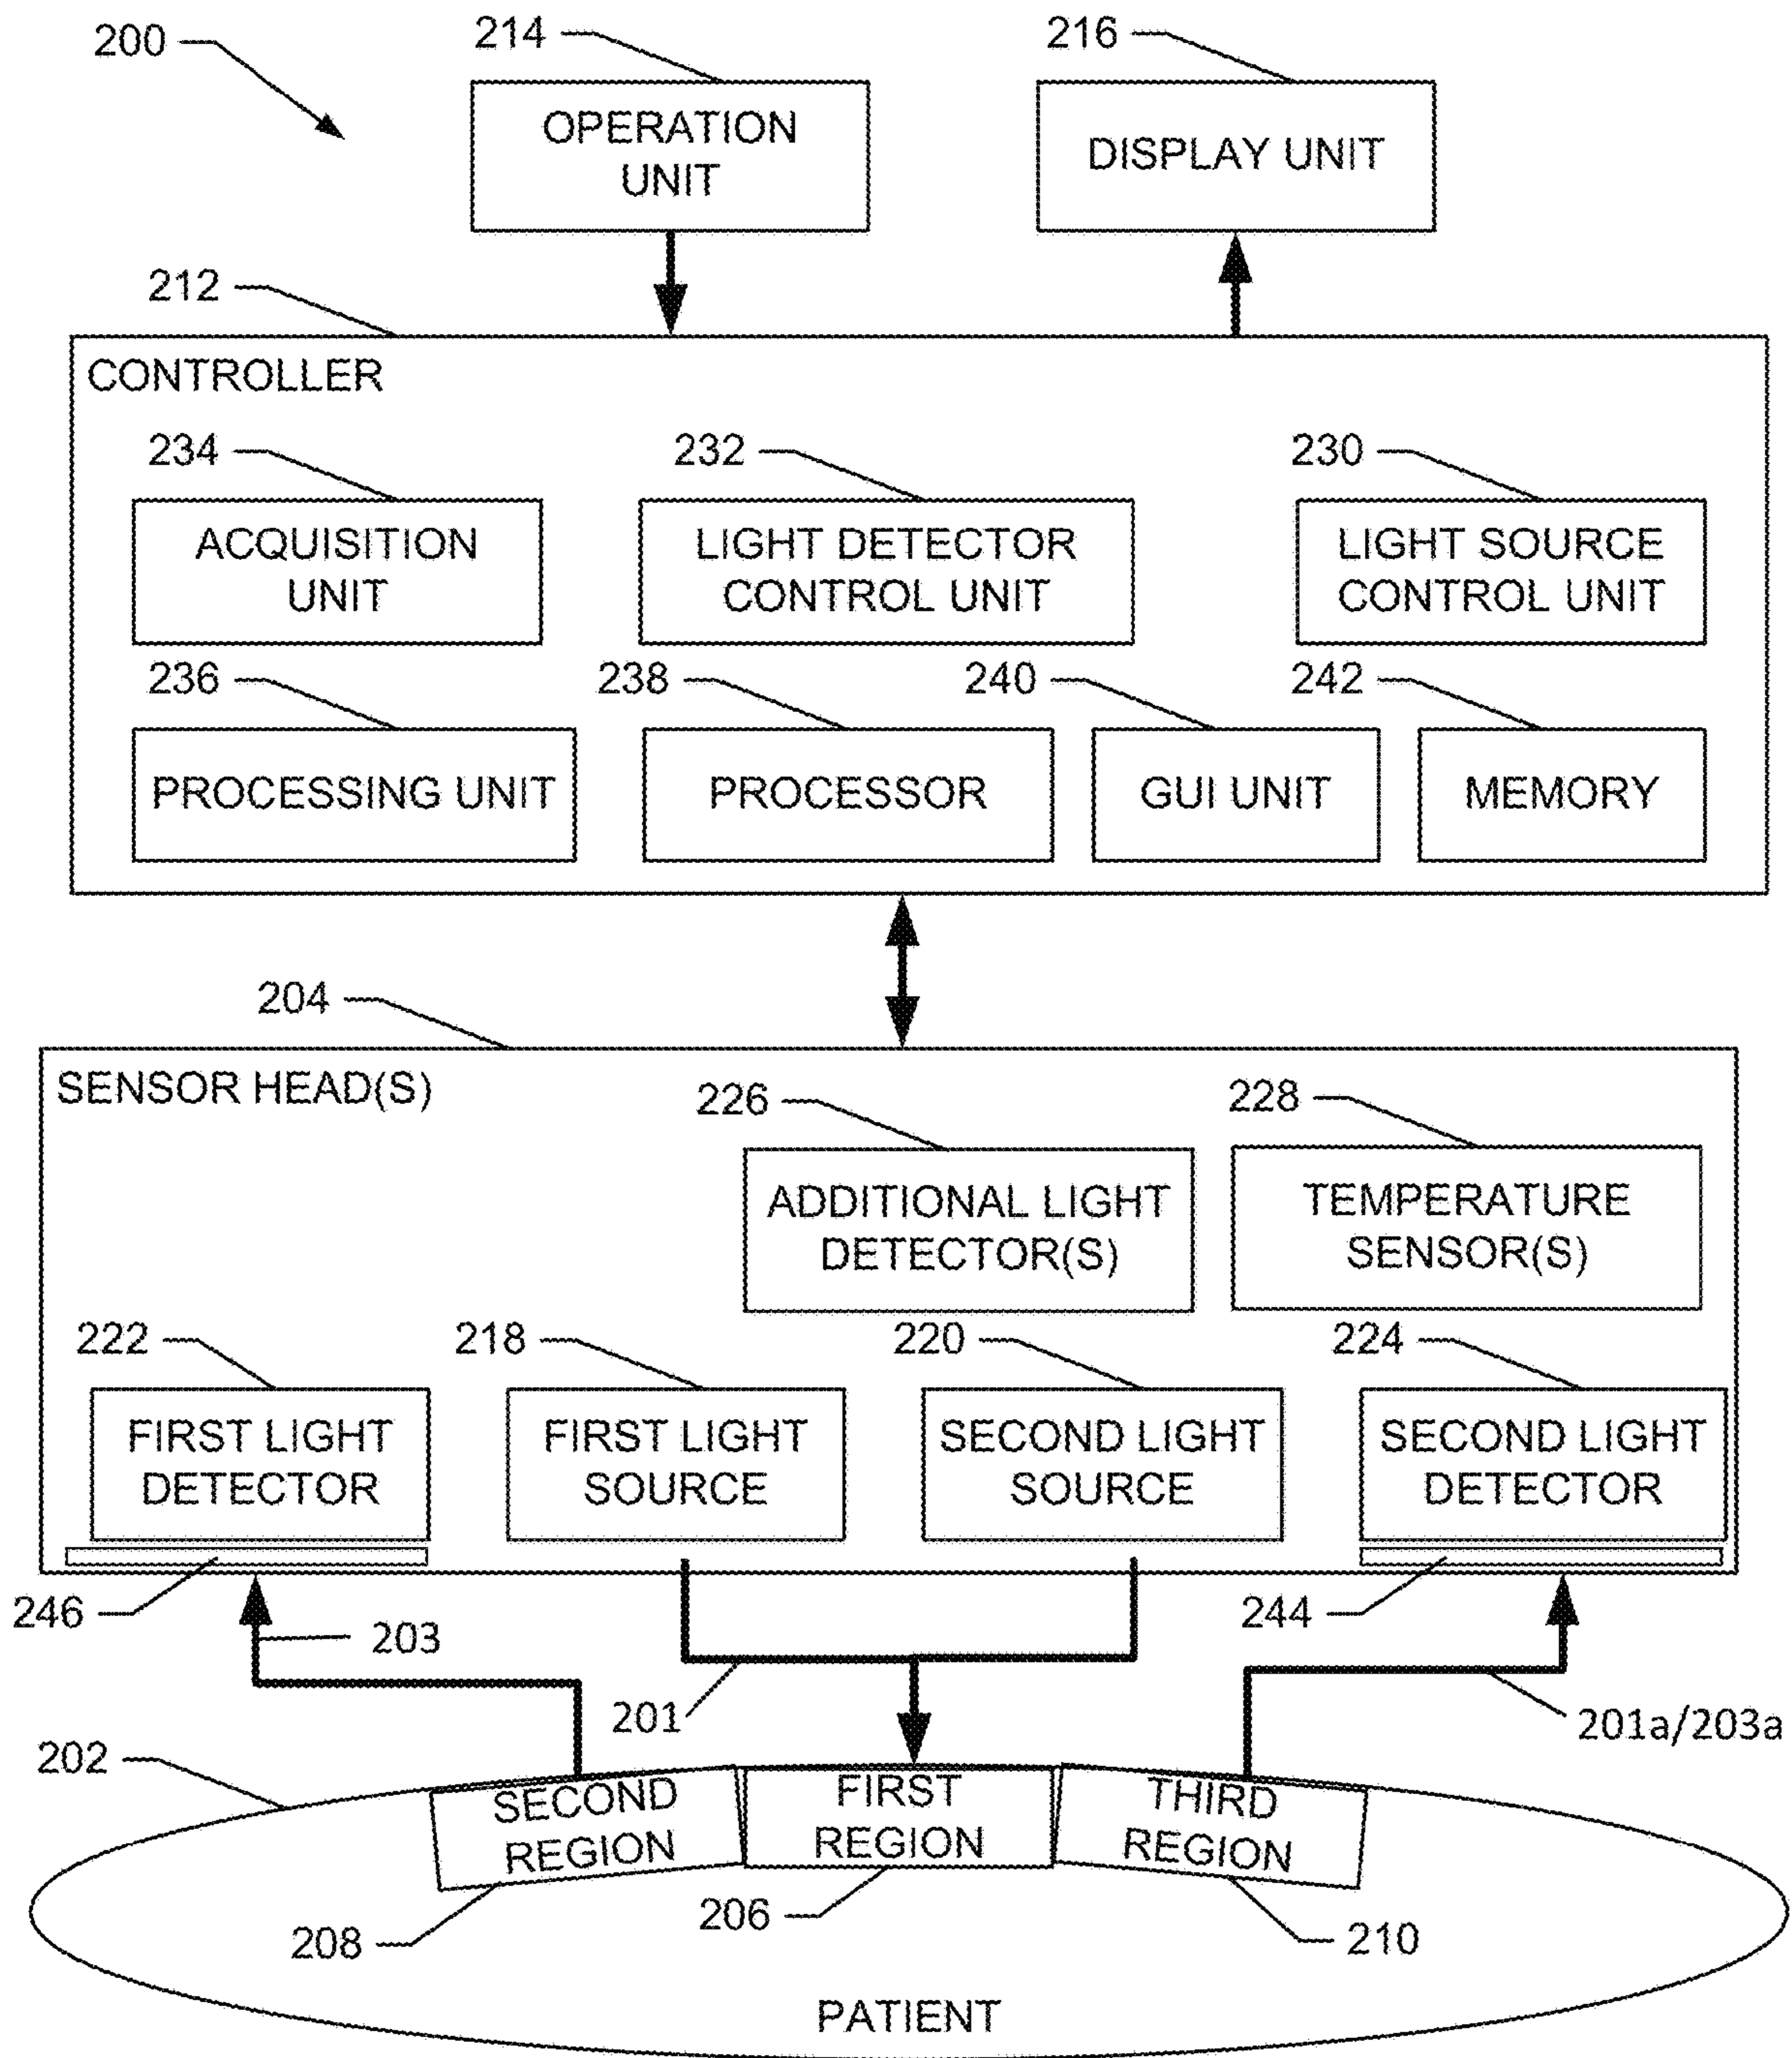 200
214
216
OPERATION
UNIT
DISPLAY UNIT
212
CONTROLLER
234
232
230
ACQUISITION
UNIT
LIGHT DETECTOR
CONTROL UNIT
LIGHT SOURCE
CONTROL UNIT
236
238
240
242
PROCESSING UNIT
PROCESSOR
GUI UNIT
MEMORY
204
SENSOR HEAD(S)
226
228
ADDITIONAL LIGHT
DETECTOR(S)
TEMPERATURE
SENSOR(S)
222
218
220
224
FIRST LIGHT
DETECTOR
FIRST LIGHT
SOURCE
SECOND LIGHT
SOURCE
SECOND LIGHT
DETECTOR
246
203
244
201
201a/203a
202
SECOND
REGION
FIRST
REGION
THIRD
REGION
208
206
210
PATIENT